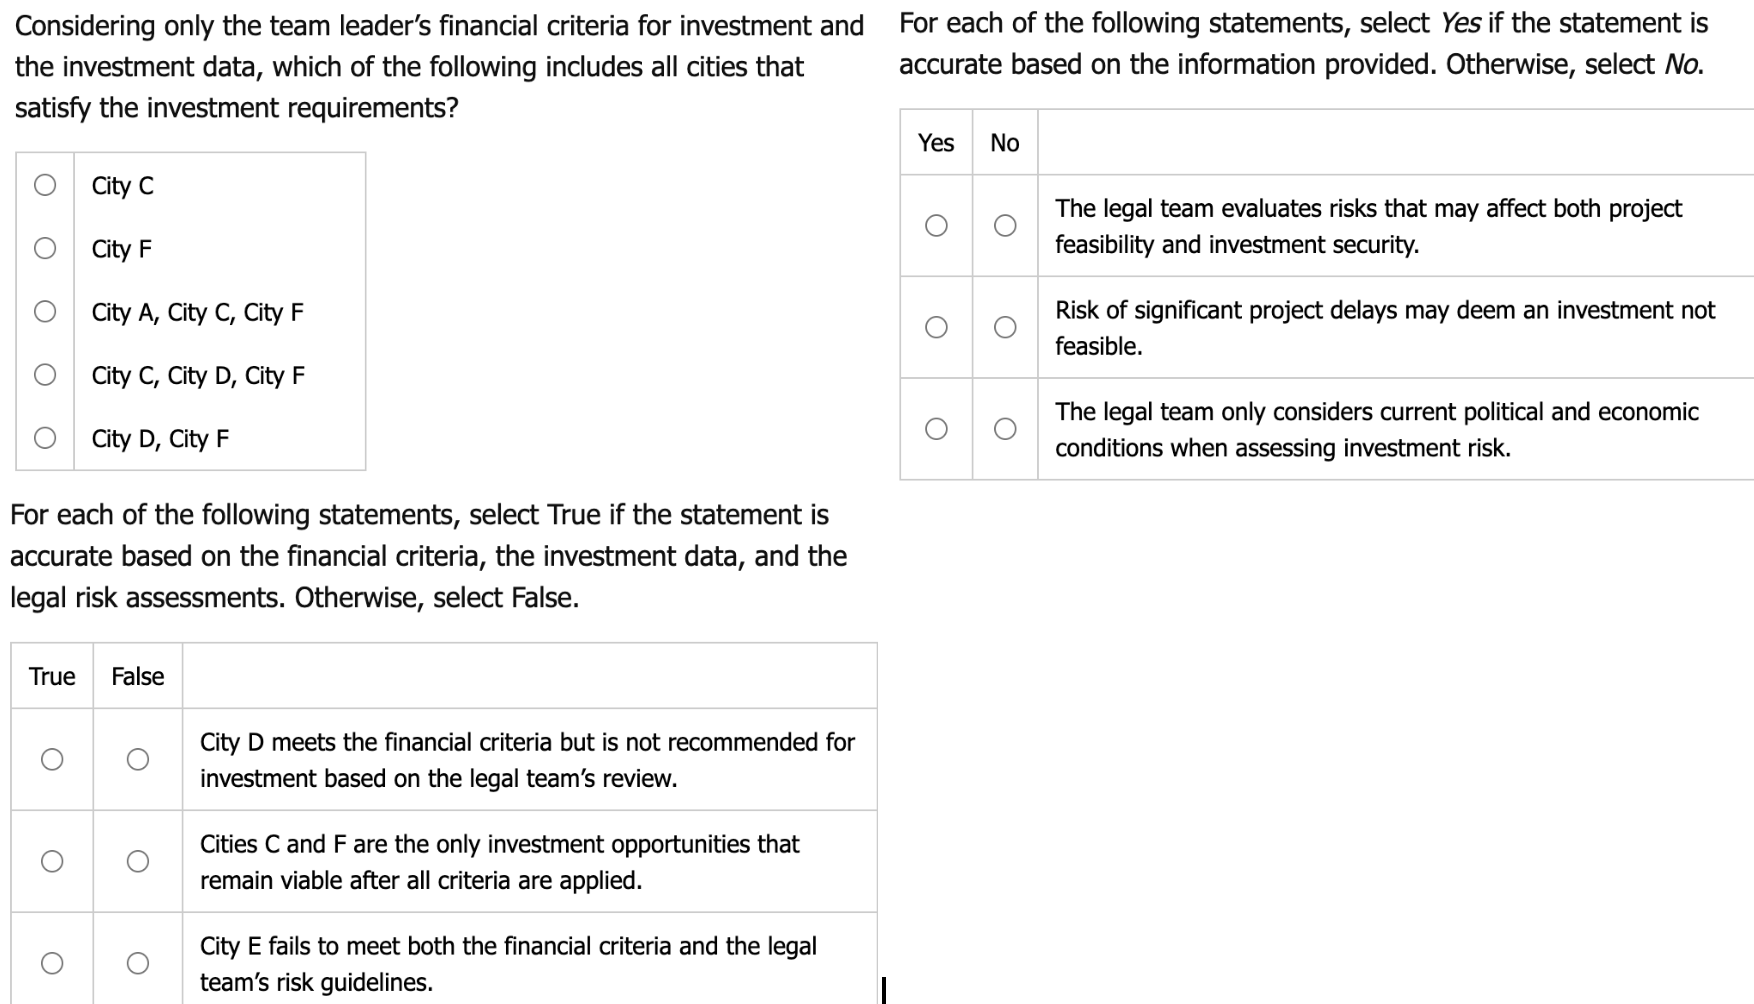 Considering only the team leader’s financial criteria for investment and
the investment data, which of the following includes all cities that
satisfy the investment requirements?
City C
City F
City A, City C, City F
City C, City D, City F
City D, City F
For each of the following statements, select True if the statement is
accurate based on the financial criteria, the investment data, and the
legal risk assessments. Otherwise, select False.
True False
City D meets the financial criteria but is not recommended for
investment based on the legal team’s review.
Cities C and F are the only investment opportunities that
remain viable after all criteria are applied.
City E fails to meet both the financial criteria and the legal
team’s risk guidelines.
For each of the following statements, select Yes if the statement is
accurate based on the information provided. Otherwise, select No.
Yes No
The legal team evaluates risks that may affect both project
feasibility and investment security.
Risk of significant project delays may deem an investment not
feasible.
The legal team only considers current political and economic
conditions when assessing investment risk.